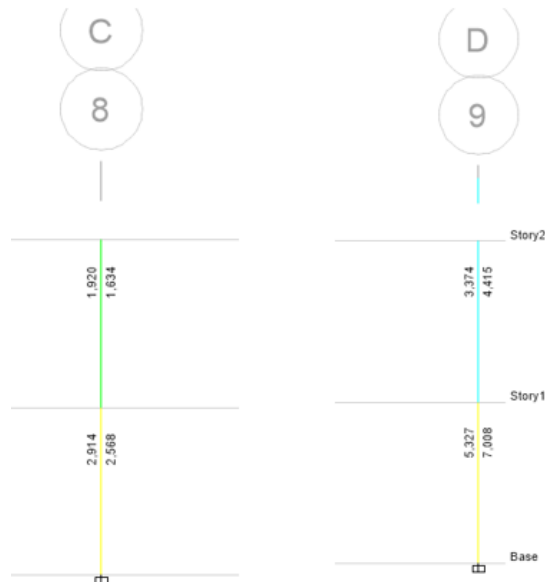 C
8
1,920
1,634
2,914
2,568
D
9
Story2
3,374
4,415
Story1
5,327
7,008
Base